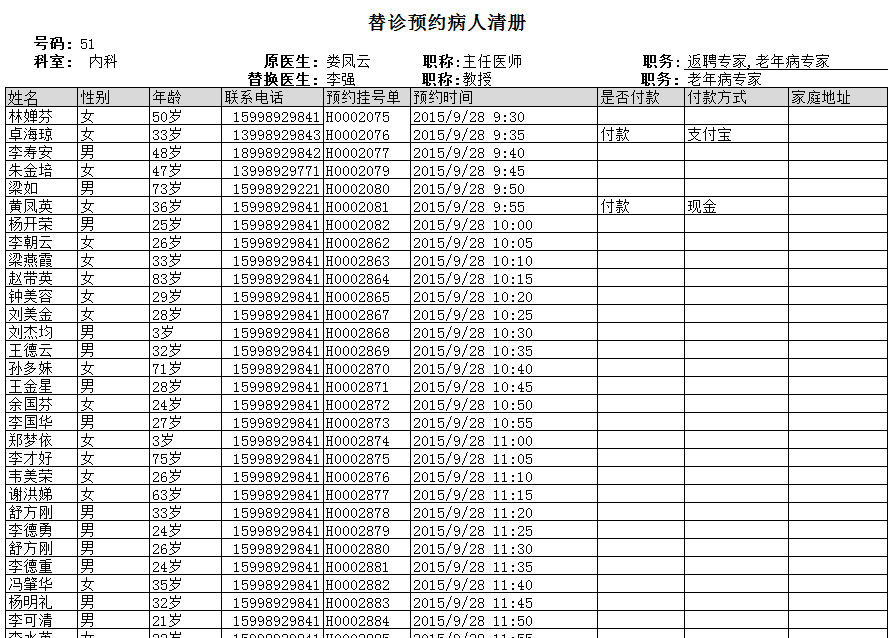 替诊预约病人清册
号码: 51
科室: 内科 原医生: 娄凤云 职称:主任医师 职务: 返聘专家,老年病专家
替换医生: 李强 职称:教授 职务: 老年病专家
姓名 性别 年龄 联系电话 预约挂号单 预约时间 是否付款 付款方式 家庭地址
林婵芬 女 50岁 15998929841 H0002075 2015/9/28 9:30
卓海琼 女 33岁 13998929843 H0002076 2015/9/28 9:35 付款 支付宝
李寿安 男 48岁 18998929842 H0002077 2015/9/28 9:40
朱金培 女 47岁 13998929771 H0002079 2015/9/28 9:45
梁如 男 73岁 15998929221 H0002080 2015/9/28 9:50
黄凤英 女 36岁 15998929841 H0002081 2015/9/28 9:55 付款 现金
杨开荣 男 25岁 15998929841 H0002082 2015/9/28 10:00
李朝云 女 26岁 15998929841 H0002862 2015/9/28 10:05
梁燕霞 女 33岁 15998929841 H0002863 2015/9/28 10:10
赵带英 女 83岁 15998929841 H0002864 2015/9/28 10:15
钟美容 女 29岁 15998929841 H0002865 2015/9/28 10:20
刘美金 女 28岁 15998929841 H0002867 2015/9/28 10:25
刘杰均 男 3岁 15998929841 H0002868 2015/9/28 10:30
王德云 男 32岁 15998929841 H0002869 2015/9/28 10:35
孙多姝 女 71岁 15998929841 H0002870 2015/9/28 10:40
王金星 男 28岁 15998929841 H0002871 2015/9/28 10:45
余国芬 女 24岁 15998929841 H0002872 2015/9/28 10:50
李国华 男 27岁 15998929841 H0002873 2015/9/28 10:55
郑梦依 女 3岁 15998929841 H0002874 2015/9/28 11:00
李才好 女 75岁 15998929841 H0002875 2015/9/28 11:05
韦美荣 女 26岁 15998929841 H0002876 2015/9/28 11:10
谢洪娣 女 63岁 15998929841 H0002877 2015/9/28 11:15
舒方刚 男 33岁 15998929841 H0002878 2015/9/28 11:20
李德勇 男 24岁 15998929841 H0002879 2015/9/28 11:25
舒方刚 男 26岁 15998929841 H0002880 2015/9/28 11:30
李德重 男 24岁 15998929841 H0002881 2015/9/28 11:35
冯肇华 女 35岁 15998929841 H0002882 2015/9/28 11:40
杨明礼 男 32岁 15998929841 H0002883 2015/9/28 11:45
李可清 男 21岁 15998929841 H0002884 2015/9/28 11:50